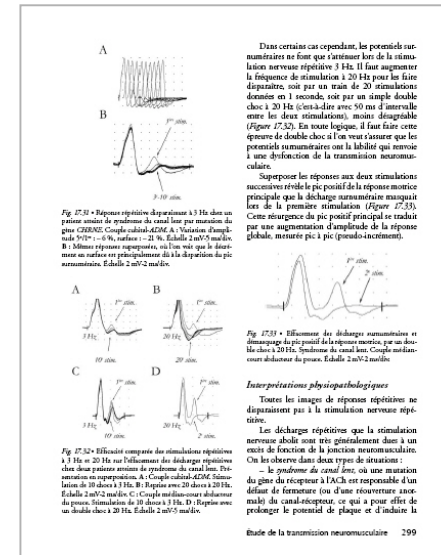 A
1re stim.
B
3-10e stim.
Fig. 17.31 • Réponse répétitive disparaissant à 3 Hz chez un
patient atteint de syndrome du canal lent par mutation du
gène CHRNE. Couple cubital-ADM. A : Variation d'ampli-
tude 5e/1re : – 6 %, surface : – 21 %. Échelle 2 mV-5 ms/div.
B : Mêmes réponses superposées, où l'on voit que le décré-
ment en surface est principalement dû à la disparition du pic
surnuméraire. Échelle 2 mV-2 ms/div.
A
B
1re stim.
1re stim.
3 Hz
20 Hz
10e stim.
20e stim.
C
D
1re stim.
1re stim.
3 Hz
20 Hz
10e stim.
2e stim.
Fig. 17.32 • Efficacité comparée des stimulations répétitives
à 3 Hz et 20 Hz sur l'effacement des décharges répétitives
chez deux patients atteints de syndrome du canal lent. Pré-
sentation en superposition. A : Couple cubital-ADM. Stimu-
lation de 10 chocs à 3 Hz. B : Reprise avec 20 chocs à 20 Hz.
Échelle 2 mV-2 ms/div. C : Couple médian-court abducteur
du pouce. Stimulation de 10 chocs à 3 Hz. D : Reprise avec
un double choc à 20 Hz. Échelle 2 mV-5 ms/div.
Dans certains cas cependant, les potentiels sur-
numéraires ne font que s'atténuer lors de la stimu-
lation nerveuse répétitive 3 Hz. Il faut augmenter
la fréquence de stimulation à 20 Hz pour les faire
disparaître, soit par un train de 20 stimulations
données en 1 seconde, soit par un simple double
choc à 20 Hz (c'est-à-dire avec 50 ms d'intervalle
entre les deux stimulations), moins désagréable
(Figure 17.32). En toute logique, il faut faire cette
épreuve de double choc si l'on veut s'assurer que les
potentiels surnuméraires ont la labilité qui renvoie
à une dysfonction de la transmission neuromus-
culaire.
Superposer les réponses aux deux stimulations
successives révèle le pic positif de la réponse motrice
principale que la décharge surnuméraire masquait
lors de la première stimulation (Figure 17.33).
Cette résurgence du pic positif principal se traduit
par une augmentation d'amplitude de la réponse
globale, mesurée pic à pic (pseudo-incrément).
1re stim.
2e stim.
Fig. 17.33 • Effacement des décharges surnuméraires et
démasquage du pic positif de la réponse motrice, par un dou-
ble choc à 20 Hz. Syndrome du canal lent. Couple médian-
court abducteur du pouce. Échelle 2 mV-2 ms/div.
Interprétations physiopathologiques
Toutes les images de réponses répétitives ne
disparaissent pas à la stimulation nerveuse répé-
titive.
Les décharges répétitives que la stimulation
nerveuse abolit sont très généralement dues à un
excès de fonction de la jonction neuromusculaire.
On les observe dans deux types de situations :
– le syndrome du canal lent, où une mutation
du gène du récepteur à l'ACh est responsable d'un
défaut de fermeture (ou d'une réouverture anor-
male) du canal-récepteur, ce qui a pour effet de
prolonger le potentiel de plaque et d'induire la
Étude de la transmission neuromusculaire 299